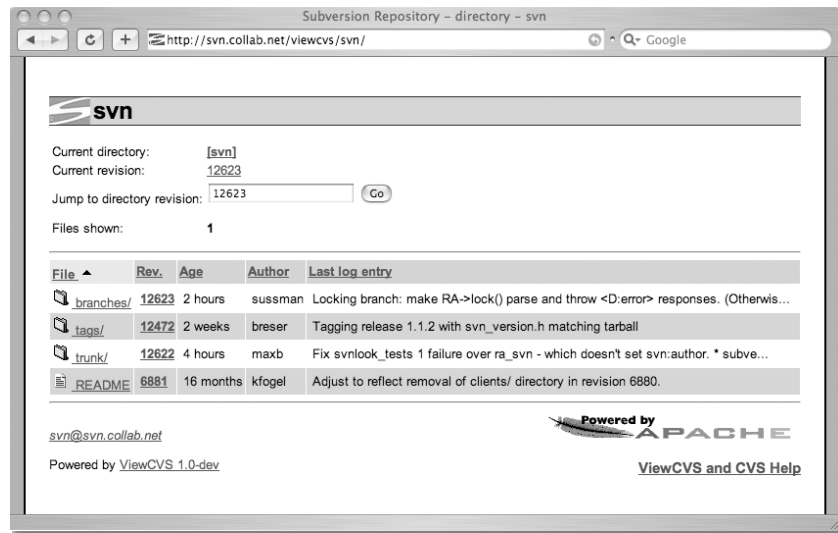 Subversion Repository – directory – svn
http://svn.collab.net/viewcvs/svn/
Google
svn
Current directory: [svn]
Current revision: 12623
Jump to directory revision: 12623 Go
Files shown: 1
File Rev. Age Author Last log entry
branches/ 12623 2 hours sussman Locking branch: make RA->lock() parse and throw <D:error> responses. (Otherwis...
tags/ 12472 2 weeks breser Tagging release 1.1.2 with svn_version.h matching tarball
trunk/ 12622 4 hours maxb Fix svnlook_tests 1 failure over ra_svn - which doesn't set svn:author. * subve...
README 6881 16 months kfogel Adjust to reflect removal of clients/ directory in revision 6880.
Powered by
APACHE
svn@svn.collab.net
Powered by ViewCVS 1.0-dev
ViewCVS and CVS Help